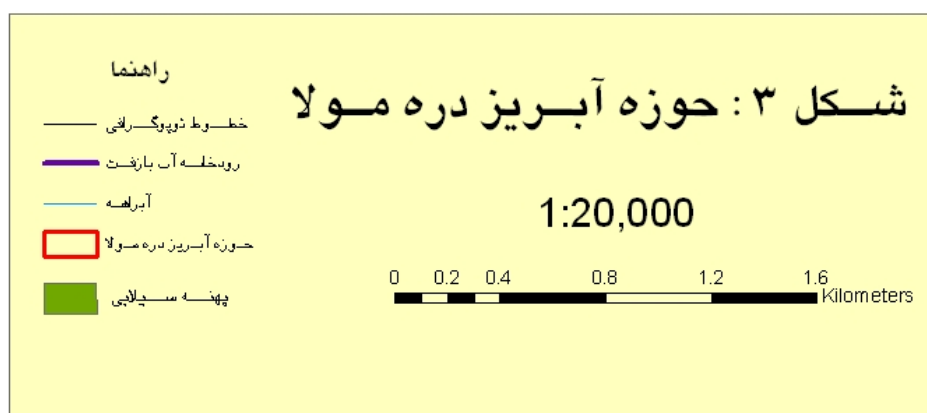 شکل ۳ : حوزه آبریز دره مولا
1:20,000
0 0.2 0.4 0.8 1.2 1.6
Kilometers
راهنما
خطوط توپوگرافی
رودخانه آب بازفت
آبراهه
حوزه آبریز دره مولا
پهنه سیلابی